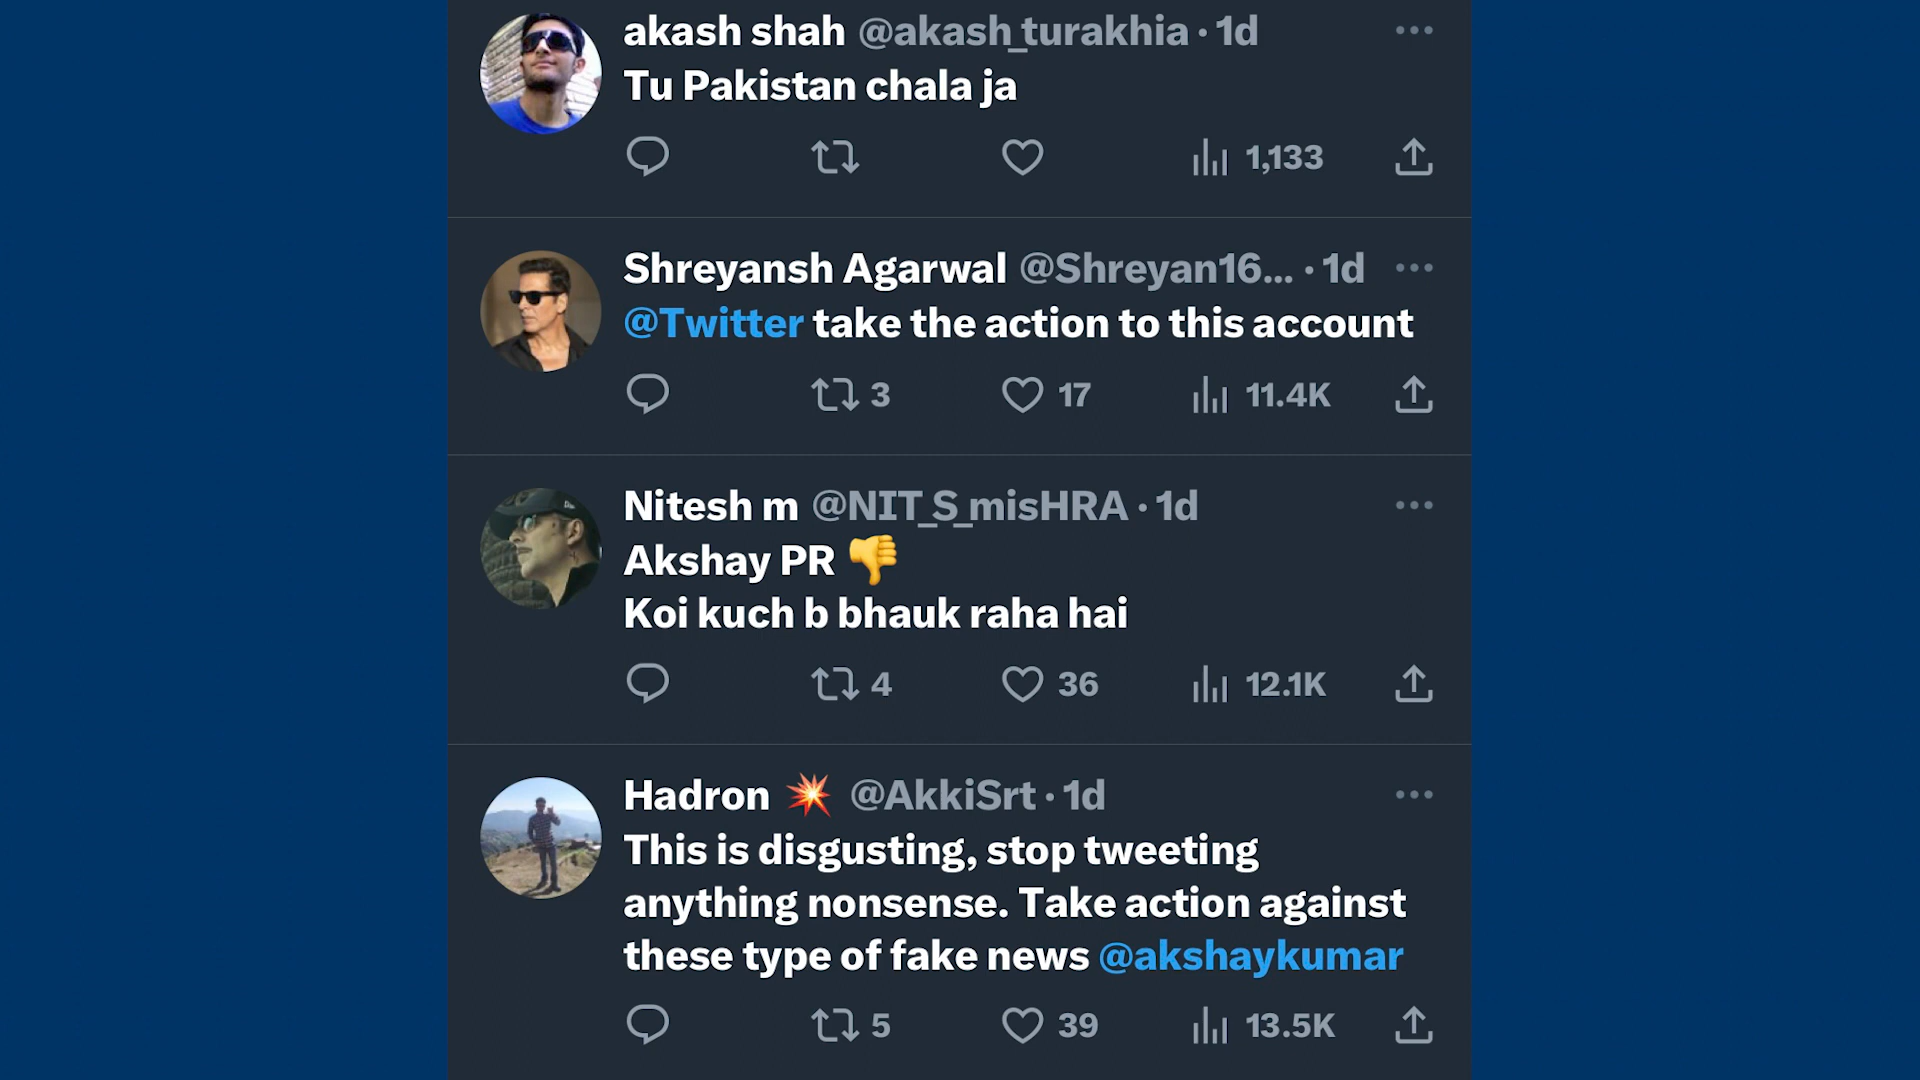 akash shah @akash_turakhia · 1d
Tu Pakistan chala ja
1,133
Shreyansh Agarwal @Shreyan16... · 1d
@Twitter take the action to this account
3 17 11.4K
Nitesh m @NIT_S_misHRA · 1d
Akshay PR 👎
Koi kuch b bhauk raha hai
4 36 12.1K
Hadron 💥 @AkkiSrt · 1d
This is disgusting, stop tweeting
anything nonsense. Take action against
these type of fake news @akshaykumar
5 39 13.5K